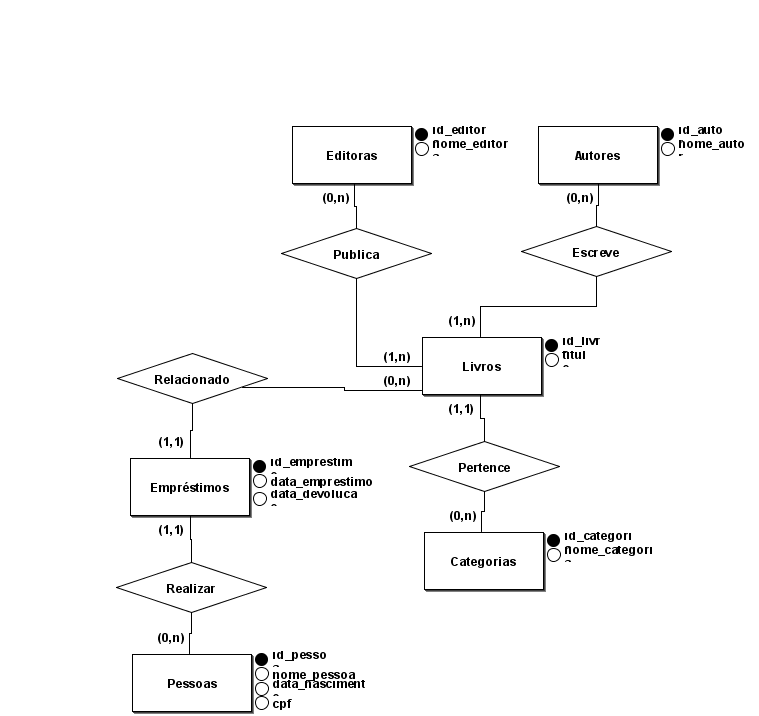 id_editor
Editoras
nome_editor
id_auto
Autores
nome_auto
(0,n)
(0,n)
Publica
Escreve
(1,n)
(1,n)
Livros
id_livr
titul
Relacionado
(0,n)
(1,1)
(1,1)
Pertence
Empréstimos
id_emprestim
data_emprestimo
data_devoluca
(0,n)
(1,1)
Categorias
id_categori
nome_categori
Realizar
(0,n)
Pessoas
id_pesso
nome_pessoa
data_nasciment
cpf